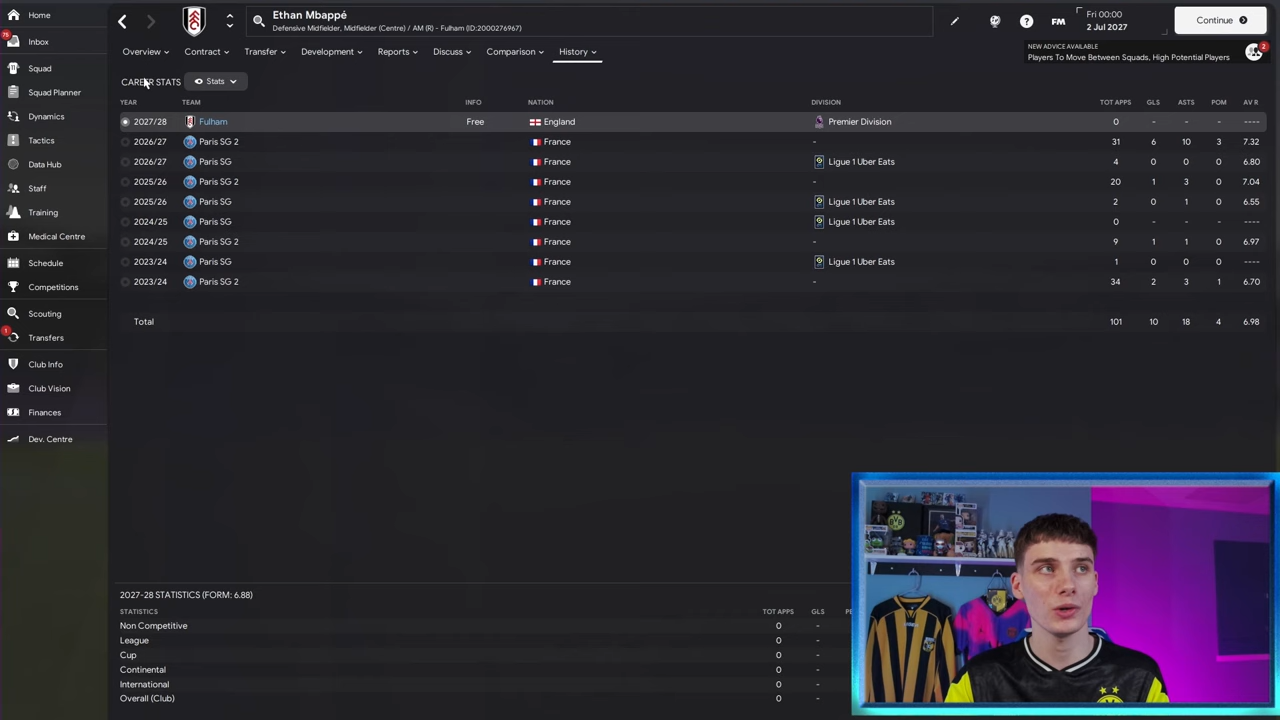 Home
Inbox
75
Squad
Squad Planner
Dynamics
Tactics
Data Hub
Staff
Training
Medical Centre
Schedule
Competitions
Scouting
Transfers
1
Club Info
Club Vision
Finances
Dev. Centre
Ethan Mbappé
Defensive Midfielder, Midfielder (Centre) / AM (R) - Fulham (ID:2000276967)
FM
Fri 00:00
2 Jul 2027
Continue
Overview Contract Transfer Development Reports Discuss Comparison History
NEW ADVICE AVAILABLE
Players To Move Between Squads, High Potential Players
2
CAREER STATS Stats
YEAR TEAM INFO NATION DIVISION TOT APPS GLS ASTS POM AV R
2027/28 Fulham Free England Premier Division 0 - - - ----
2026/27 Paris SG 2 France - 31 6 10 3 7.32
2026/27 Paris SG France Ligue 1 Uber Eats 4 0 0 0 6.80
2025/26 Paris SG 2 France - 20 1 3 0 7.04
2025/26 Paris SG France Ligue 1 Uber Eats 2 0 1 0 6.55
2024/25 Paris SG France Ligue 1 Uber Eats 0 - - - ----
2024/25 Paris SG 2 France - 9 1 1 0 6.97
2023/24 Paris SG France Ligue 1 Uber Eats 1 0 0 0 ----
2023/24 Paris SG 2 France - 34 2 3 1 6.70
Total 101 10 18 4 6.98
2027-28 STATISTICS (FORM: 6.88)
STATISTICS TOT APPS GLS
Non Competitive 0 -
League 0 -
Cup 0 -
Continental 0 -
International 0 -
Overall (Club) 0 -
BVB